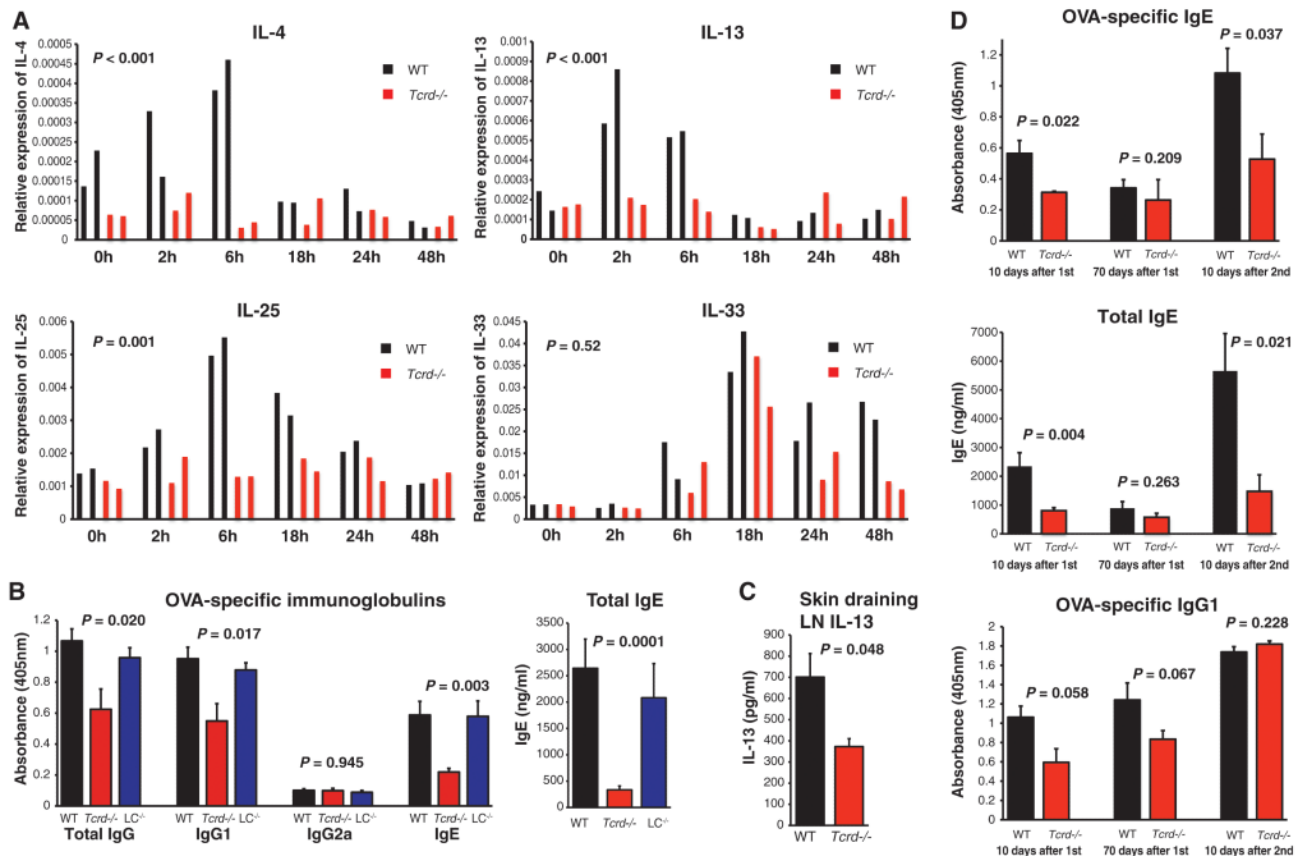 A
IL-4
P < 0.001
WT
Tcrd-/-
Relative expression of IL-4
0.0005
0.00045
0.0004
0.00035
0.0003
0.00025
0.0002
0.00015
0.0001
0.00005
0
0h 2h 6h 18h 24h 48h
IL-13
P < 0.001
WT
Tcrd-/-
Relative expression of IL-13
0.001
0.0009
0.0008
0.0007
0.0006
0.0005
0.0004
0.0003
0.0002
0.0001
0
0h 2h 6h 18h 24h 48h
IL-25
P = 0.001
WT
Tcrd-/-
Relative expression of IL-25
0.006
0.005
0.004
0.003
0.002
0.001
0
0h 2h 6h 18h 24h 48h
IL-33
P = 0.52
WT
Tcrd-/-
Relative expression of IL-33
0.045
0.04
0.035
0.03
0.025
0.02
0.015
0.01
0.005
0
0h 2h 6h 18h 24h 48h
B
OVA-specific immunoglobulins
Absorbance (405nm)
1.2
1
0.8
0.6
0.4
0.2
0
P = 0.020
P = 0.017
P = 0.945
P = 0.003
WT Tcrd-/- LC-/- WT Tcrd-/- LC-/- WT Tcrd-/- LC-/- WT Tcrd-/- LC-/-
Total IgG IgG1 IgG2a IgE
Total IgE
P = 0.0001
IgE (ng/ml)
3500
3000
2500
2000
1500
1000
500
0
WT Tcrd-/- LC-/-
C
Skin draining
LN IL-13
P = 0.048
IL-13 (pg/ml)
900
800
700
600
500
400
300
200
100
0
WT Tcrd-/-
D
OVA-specific IgE
P = 0.037
P = 0.022
P = 0.209
Absorbance (405nm)
1.2
1
0.8
0.6
0.4
0.2
0
WT Tcrd-/- WT Tcrd-/- WT Tcrd-/-
10 days after 1st 70 days after 1st 10 days after 2nd
Total IgE
P = 0.021
P = 0.004
P = 0.263
IgE (ng/ml)
7000
6000
5000
4000
3000
2000
1000
0
WT Tcrd-/- WT Tcrd-/- WT Tcrd-/-
10 days after 1st 70 days after 1st 10 days after 2nd
OVA-specific IgG1
P = 0.228
P = 0.067
P = 0.058
Absorbance (405nm)
2
1.8
1.6
1.4
1.2
1
0.8
0.6
0.4
0.2
0
WT Tcrd-/- WT Tcrd-/- WT Tcrd-/-
10 days after 1st 70 days after 1st 10 days after 2nd